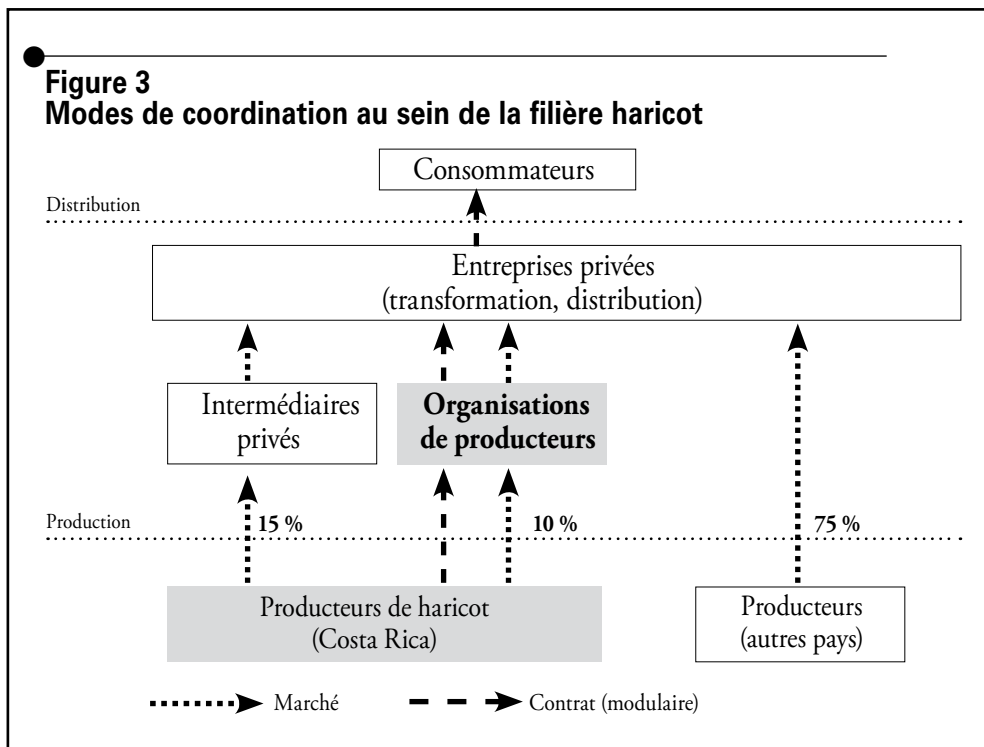 Figure 3
Modes de coordination au sein de la filière haricot
Consommateurs
Distribution
Entreprises privées
(transformation, distribution)
Intermédiaires
privés
Organisations
de producteurs
Production
15 %
10 %
75 %
Producteurs de haricot
(Costa Rica)
Producteurs
(autres pays)
Marché
Contrat (modulaire)